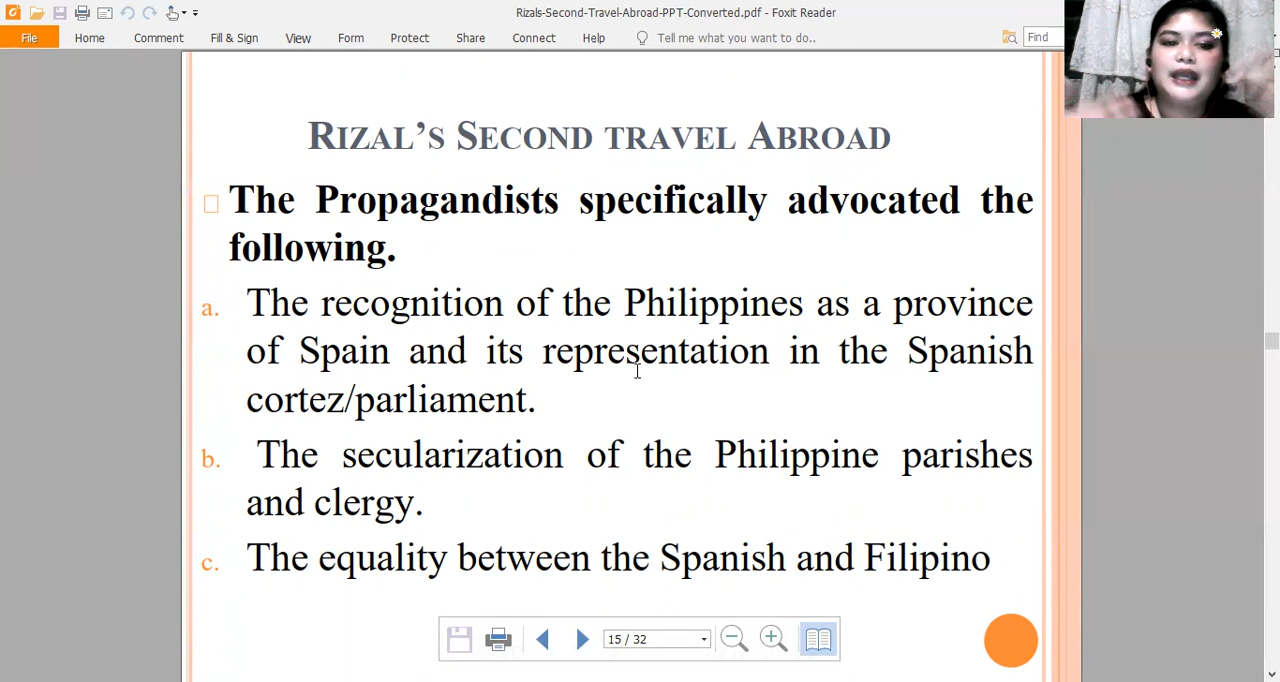 Rizals-Second-Travel-Abroad-PPT-Converted.pdf - Foxit Reader
File Home Comment Fill & Sign View Form Protect Share Connect Help Tell me what you want to do.. Find
RIZAL'S SECOND TRAVEL ABROAD
The Propagandists specifically advocated the
following.
a. The recognition of the Philippines as a province
of Spain and its representation in the Spanish
cortez/parliament.
b. The secularization of the Philippine parishes
and clergy.
c. The equality between the Spanish and Filipino
15 / 32